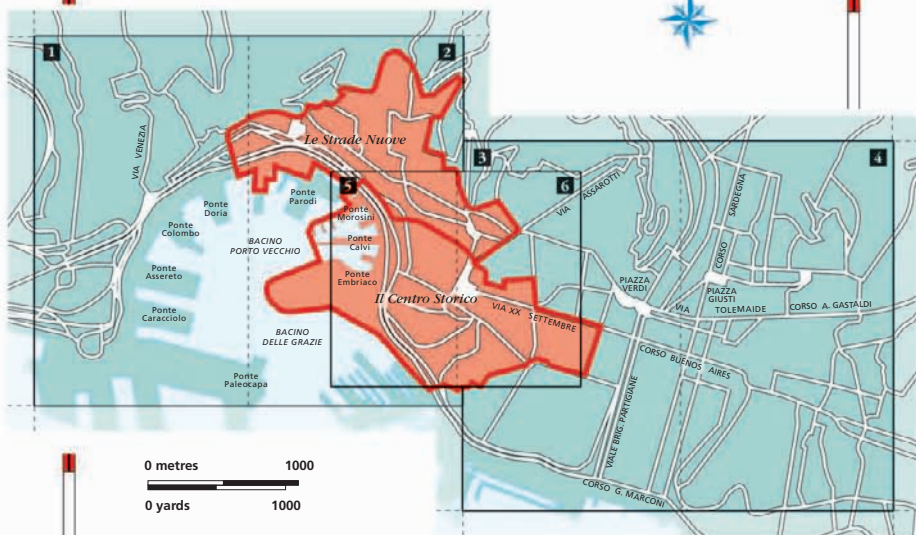 1
2
Le Strade Nuove
VIA VENEZIA
3
4
5
6
VIA ASSAROTTI
CORSO
SARDEGNA
Ponte
Parodi
Ponte
Doria
Ponte
Morosini
Ponte
Colombo
BACINO
PORTO VECCHIO
Ponte
Calvi
Ponte
Assereto
Ponte
Embriaco
Il Centro Storico
PIAZZA
VERDI
PIAZZA
GIUSTI
VIA
TOLEMAIDE
CORSO A. GASTALDI
Ponte
Caracciolo
VIA XX SETTEMBRE
BACINO
DELLE GRAZIE
CORSO BUENOS AIRES
Ponte
Paleocapa
VIALE BRIG. PARTIGIANE
CORSO G. MARCONI
0 metres 1000
0 yards 1000